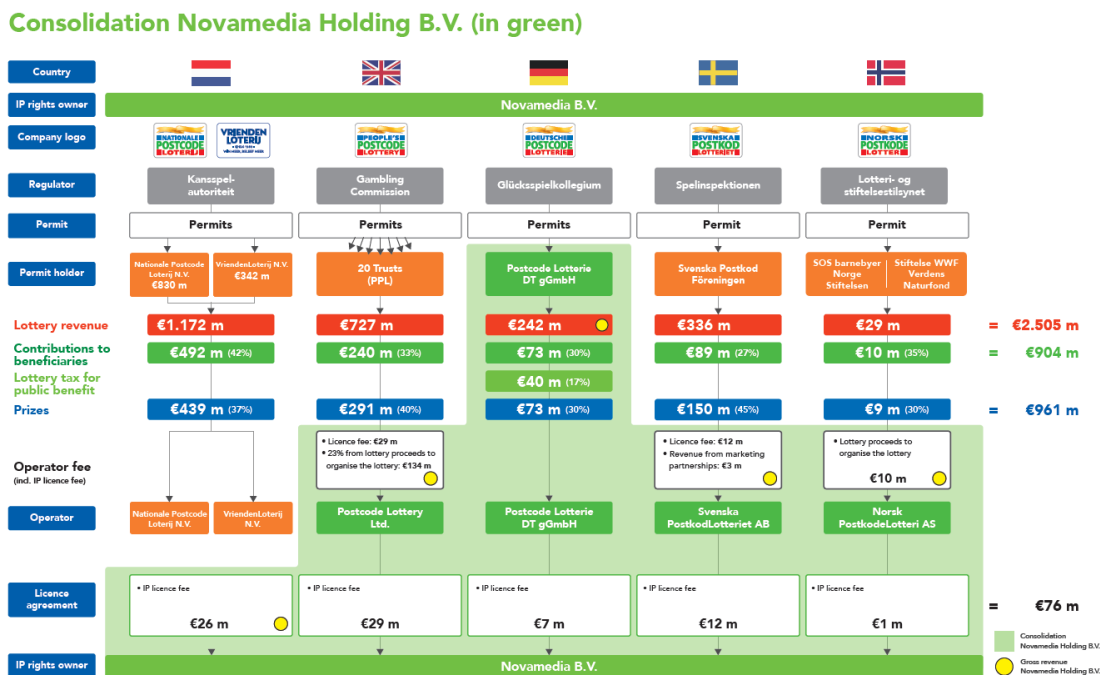 Consolidation Novamedia Holding B.V. (in green)
Country
IP rights owner
Novamedia B.V.
Company logo
NATIONALE
POSTCODE
LOTERIJ
VRIENDEN
LOTERIJ
PEOPLE'S
POSTCODE
LOTTERY
DEUTSCHE
POSTCODE
LOTTERIE
SVENSKA
POSTKOD
LOTTERIET
NORSK
POSTKODE
LOTTERI
Regulator
Kansspel-
autoriteit
Gambling
Commission
Glücksspielkollegium
Spelinspektionen
Lotteri- og
stiftelsestilsynet
Permit
Permits
Permits
Permits
Permit
Permit
Permit holder
Nationale Postcode
Loterij N.V.
€830 m
VriendenLoterij N.V.
€342 m
20 Trusts
(PPL)
Postcode Lotterie
DT gGmbH
Svenska Postkod
Föreningen
SOS barnebyer
Norge
Stiftelsen
Stiftelse WWF
Verdens
Naturfond
Lottery revenue
€1.172 m
€727 m
€242 m
€336 m
€29 m
= €2.505 m
Contributions to
beneficiaries
€492 m (42%)
€240 m (33%)
€73 m (30%)
€89 m (27%)
€10 m (35%)
= €904 m
Lottery tax for
public benefit
€40 m (17%)
Prizes
€439 m (37%)
€291 m (40%)
€73 m (30%)
€150 m (45%)
€9 m (30%)
= €961 m
Operator fee
(incl. IP licence fee)
• Licence fee: €29 m
• 23% from lottery proceeds to
organise the lottery: €134 m
• Licence fee: €12 m
• Revenue from marketing
partnerships: €3 m
• Lottery proceeds to
organise the lottery
€10 m
Operator
Nationale Postcode
Loterij N.V.
VriendenLoterij
N.V.
Postcode Lottery
Ltd.
Postcode Lotterie
DT gGmbH
Svenska
PostkodLotteriet AB
Norsk
PostkodeLotteri AS
Licence
agreement
• IP licence fee
€26 m
• IP licence fee
€29 m
• IP licence fee
€7 m
• IP licence fee
€12 m
• IP licence fee
€1 m
= €76 m
Consolidation
Novamedia Holding B.V.
Gross revenue
Novamedia Holding B.V.
IP rights owner
Novamedia B.V.